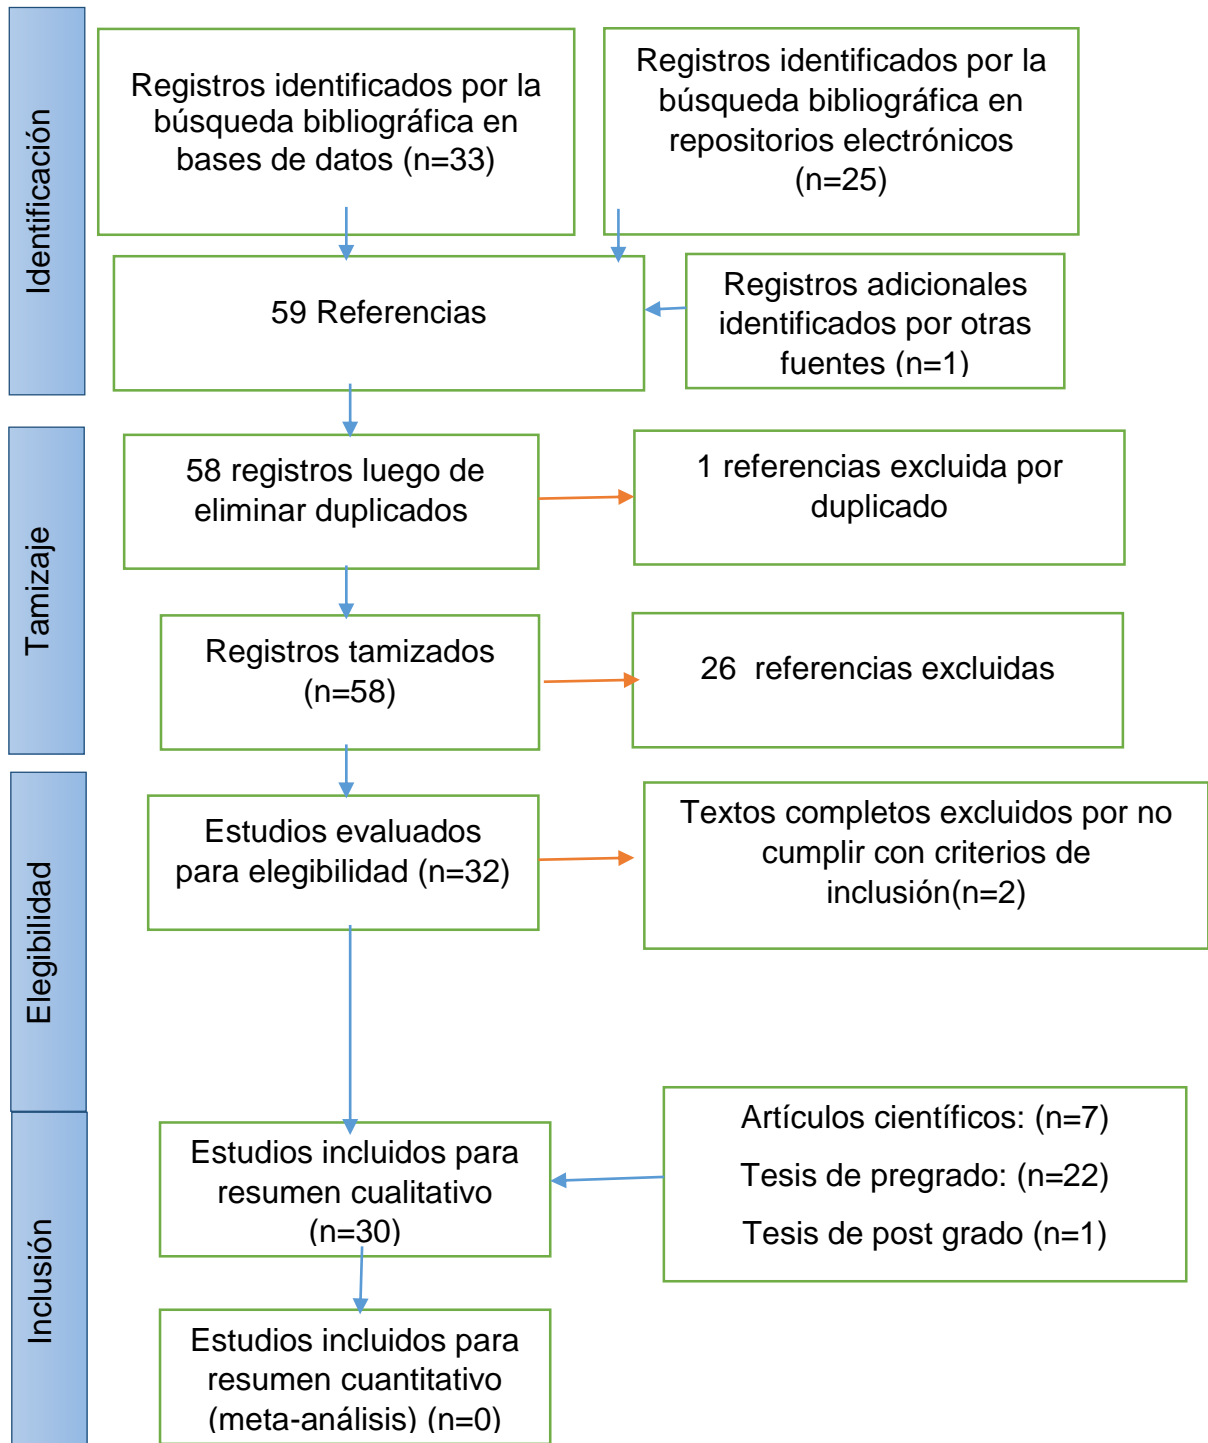 Identificación
Registros identificados por la
búsqueda bibliográfica en
bases de datos (n=33)
Registros identificados por la
búsqueda bibliográfica en
repositorios electrónicos
(n=25)
59 Referencias
Registros adicionales
identificados por otras
fuentes (n=1)
Tamizaje
58 registros luego de
eliminar duplicados
1 referencias excluida por
duplicado
Registros tamizados
(n=58)
26 referencias excluidas
Elegibilidad
Estudios evaluados
para elegibilidad (n=32)
Textos completos excluidos por no
cumplir con criterios de
inclusión(n=2)
Inclusión
Estudios incluidos para
resumen cualitativo
(n=30)
Artículos científicos: (n=7)
Tesis de pregrado: (n=22)
Tesis de post grado (n=1)
Estudios incluidos para
resumen cuantitativo
(meta-análisis) (n=0)